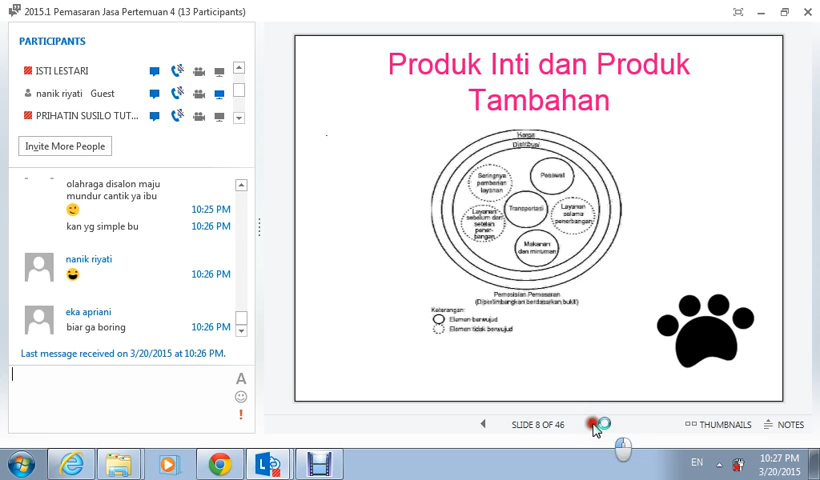 2015.1 Pemasaran Jasa Pertemuan 4 (13 Participants)
PARTICIPANTS
ISTI LESTARI
nanik riyati Guest
PRIHATIN SUSILO TUT...
Invite More People
olahraga disalon maju
mundur cantik ya ibu
10:25 PM
kan yg simple bu
10:26 PM
nanik riyati
10:26 PM
eka apriani
biar ga boring
10:26 PM
Last message received on 3/20/2015 at 10:26 PM.
A
!
Produk Inti dan Produk
Tambahan
Harga
Distribusi
Seringnya
pemberian
layanan
Pesawat
Transportasi
Layanan
sebelum dan
setelah
pener-
bangan
Layanan
selama
penerbangan
Makanan
dan minuman
Pemosisian Pemasaran
(Dipertimbangkan berdasarkan bukti)
Keterangan:
Elemen berwujud
Elemen tidak berwujud
SLIDE 8 OF 46
THUMBNAILS
NOTES
EN
10:27 PM
3/20/2015